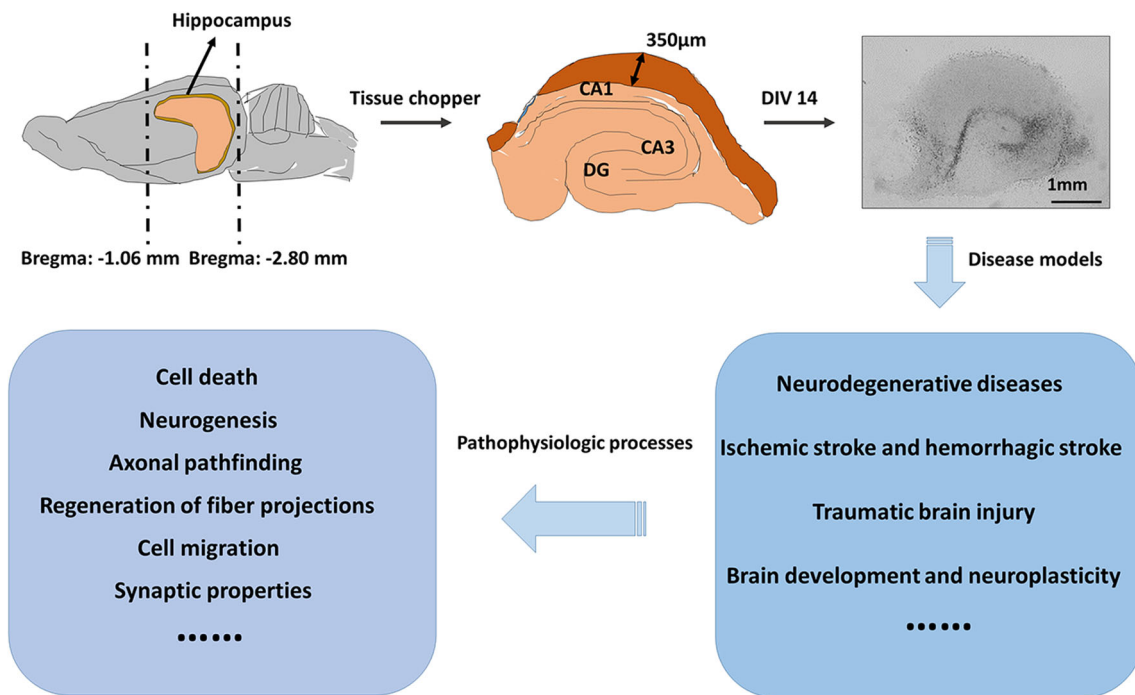 Hippocampus
Bregma: -1.06 mm Bregma: -2.80 mm
Tissue chopper
350μm
CA1
CA3
DG
DIV 14
1mm
Disease models
Neurodegenerative diseases
Ischemic stroke and hemorrhagic stroke
Traumatic brain injury
Brain development and neuroplasticity
......
Pathophysiologic processes
Cell death
Neurogenesis
Axonal pathfinding
Regeneration of fiber projections
Cell migration
Synaptic properties
......